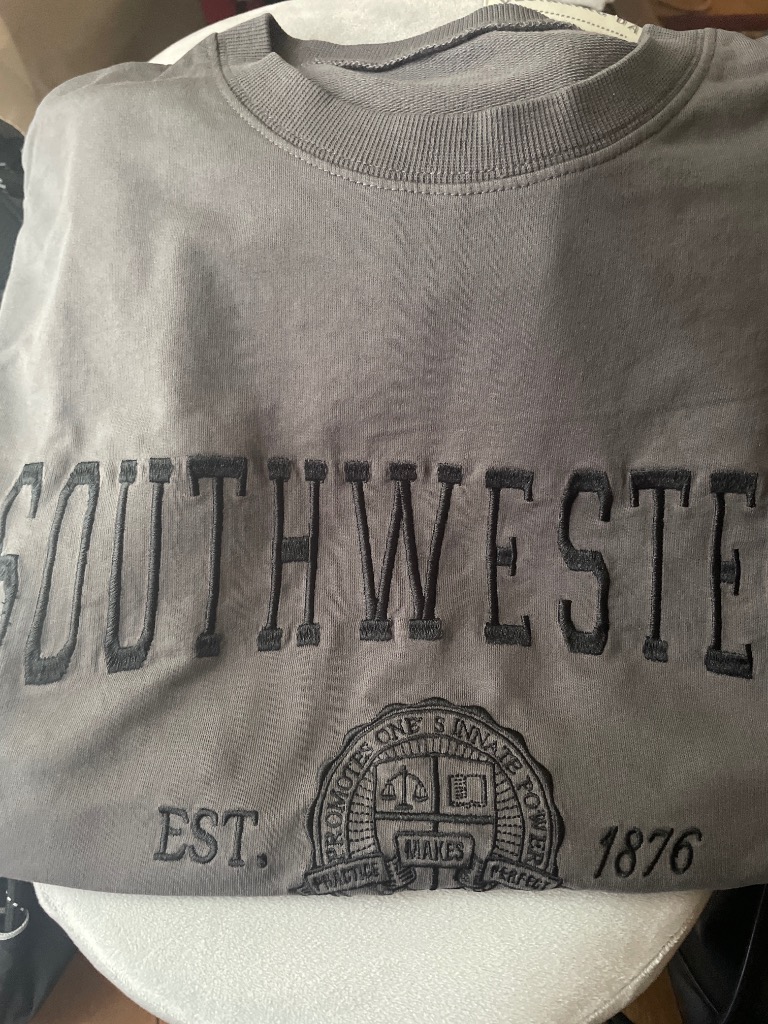 SOUTHWESTE
PROMOTES ONE'S INNATE POWER
EST.
1876
PRACTICE MAKES PERFECT